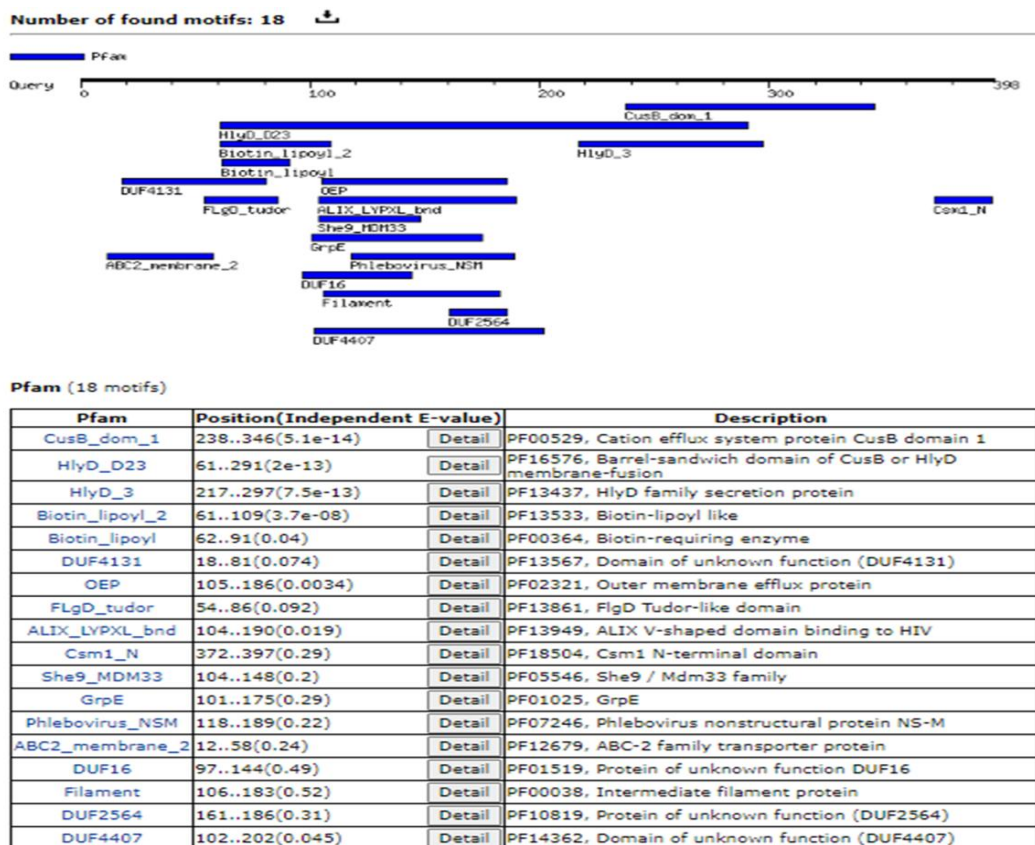 Number of found motifs: 18
Pfam
Query 0 100 200 300 398
CusB_dom_1
HlyD_D23
Biotin_lipoyl_2 HlyD_3
Biotin_lipoyl
DUF4131 OEP
FLgD_tudor ALIX_LYPXL_bnd Csm1_N
She9_MDM33
GrpE
ABC2_membrane_2 Phlebovirus_NSM
DUF16
Filament
DUF2564
DUF4407
Pfam (18 motifs)
Pfam Position(Independent E-value) Description
CusB_dom_1 238..346(5.1e-14) Detail PF00529, Cation efflux system protein CusB domain 1
HlyD_D23 61..291(2e-13) Detail PF16576, Barrel-sandwich domain of CusB or HlyD
membrane-fusion
HlyD_3 217..297(7.5e-13) Detail PF13437, HlyD family secretion protein
Biotin_lipoyl_2 61..109(3.7e-08) Detail PF13533, Biotin-lipoyl like
Biotin_lipoyl 62..91(0.04) Detail PF00364, Biotin-requiring enzyme
DUF4131 18..81(0.074) Detail PF13567, Domain of unknown function (DUF4131)
OEP 105..186(0.0034) Detail PF02321, Outer membrane efflux protein
FLgD_tudor 54..86(0.092) Detail PF13861, FlgD Tudor-like domain
ALIX_LYPXL_bnd 104..190(0.019) Detail PF13949, ALIX V-shaped domain binding to HIV
Csm1_N 372..397(0.29) Detail PF18504, Csm1 N-terminal domain
She9_MDM33 104..148(0.2) Detail PF05546, She9 / Mdm33 family
GrpE 101..175(0.29) Detail PF01025, GrpE
Phlebovirus_NSM 118..189(0.22) Detail PF07246, Phlebovirus nonstructural protein NS-M
ABC2_membrane_2 12..58(0.24) Detail PF12679, ABC-2 family transporter protein
DUF16 97..144(0.49) Detail PF01519, Protein of unknown function DUF16
Filament 106..183(0.52) Detail PF00038, Intermediate filament protein
DUF2564 161..186(0.31) Detail PF10819, Protein of unknown function (DUF2564)
DUF4407 102..202(0.045) Detail PF14362, Domain of unknown function (DUF4407)